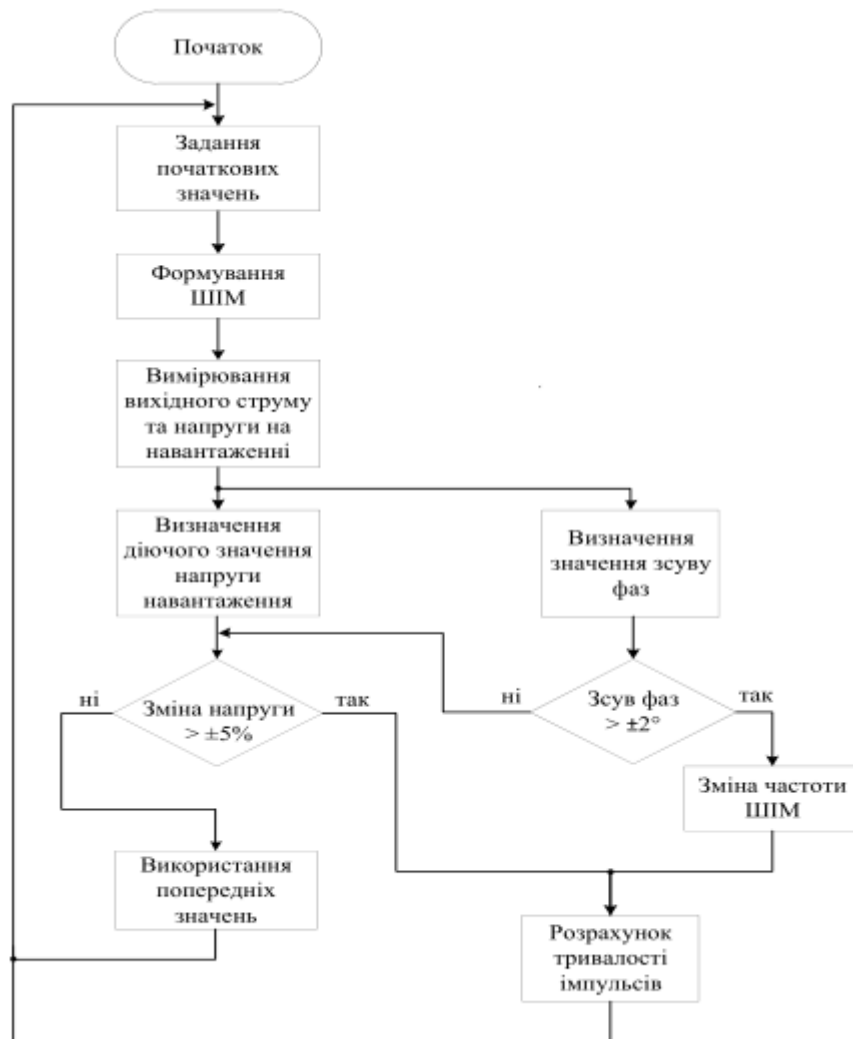 Початок
Задання
початкових
значень
Формування
ШІМ
Вимірювання
вихідного струму
та напруги на
навантаженні
Визначення
діючого значення
напруги
навантаження
Визначення
значення зсуву
фаз
ні
Зміна напруги
> ±5%
так
ні
Зсув фаз
> ±2°
так
Зміна частоти
ШІМ
Використання
попередніх
значень
Розрахунок
тривалості
імпульсів